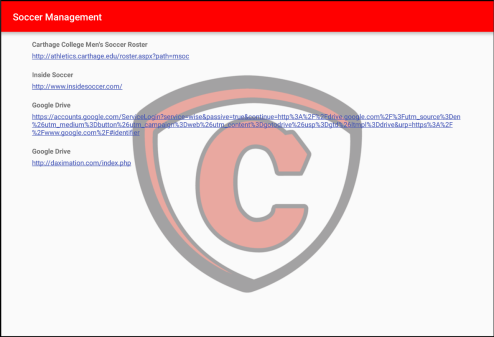 Soccer Management
Carthage College Men's Soccer Roster
http://athletics.carthage.edu/roster.aspx?path=msoc
Inside Soccer
http://www.insidesoccer.com/
Google Drive
https://accounts.google.com/ServiceLogin?service=wise&passive=true&continue=http%3A%2F%2Fdrive.google.com%2F%3Futm_source%3Den
%26utm_medium%3Dbutton%26utm_campaign%3Dweb%26utm_content%3Dgotodrive%26usp%3Dgtd%26ltmpl%3Ddrive&urp=https%3A%2F
%2Fwww.google.com%2F#identifier
Google Drive
http://daximation.com/index.php
C